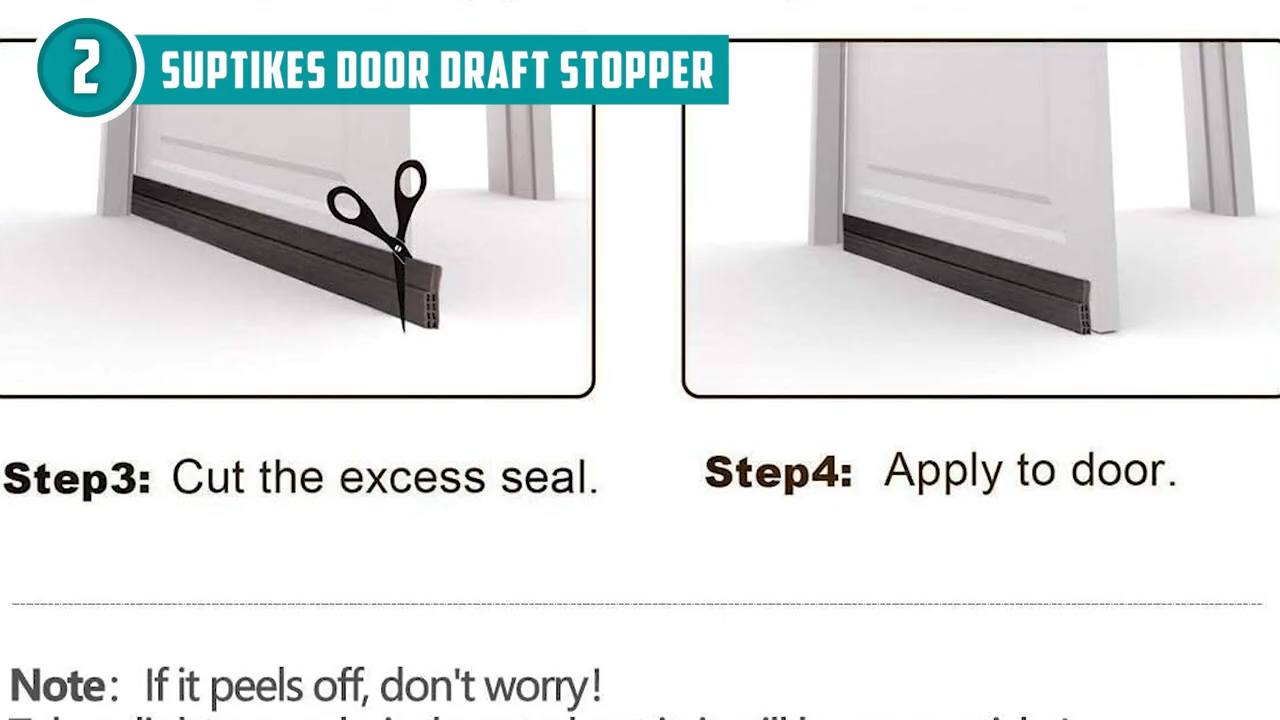 2
SUPTIKES DOOR DRAFT STOPPER
Step3: Cut the excess seal.
Step4: Apply to door.
Note: If it peels off, don't worry!